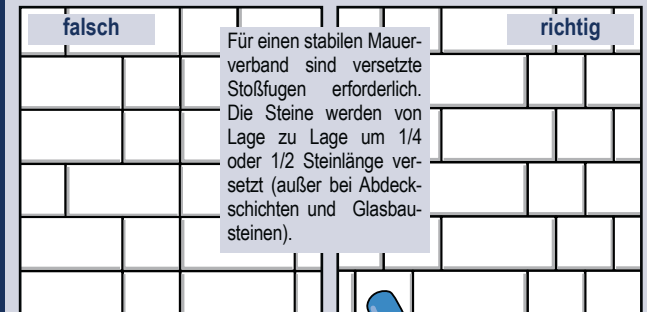 falsch
richtig
Für einen stabilen Mauer-
verband sind versetzte
Stoßfugen erforderlich.
Die Steine werden von
Lage zu Lage um 1/4
oder 1/2 Steinlänge ver-
setzt (außer bei Abdeck-
schichten und Glasbau-
steinen).